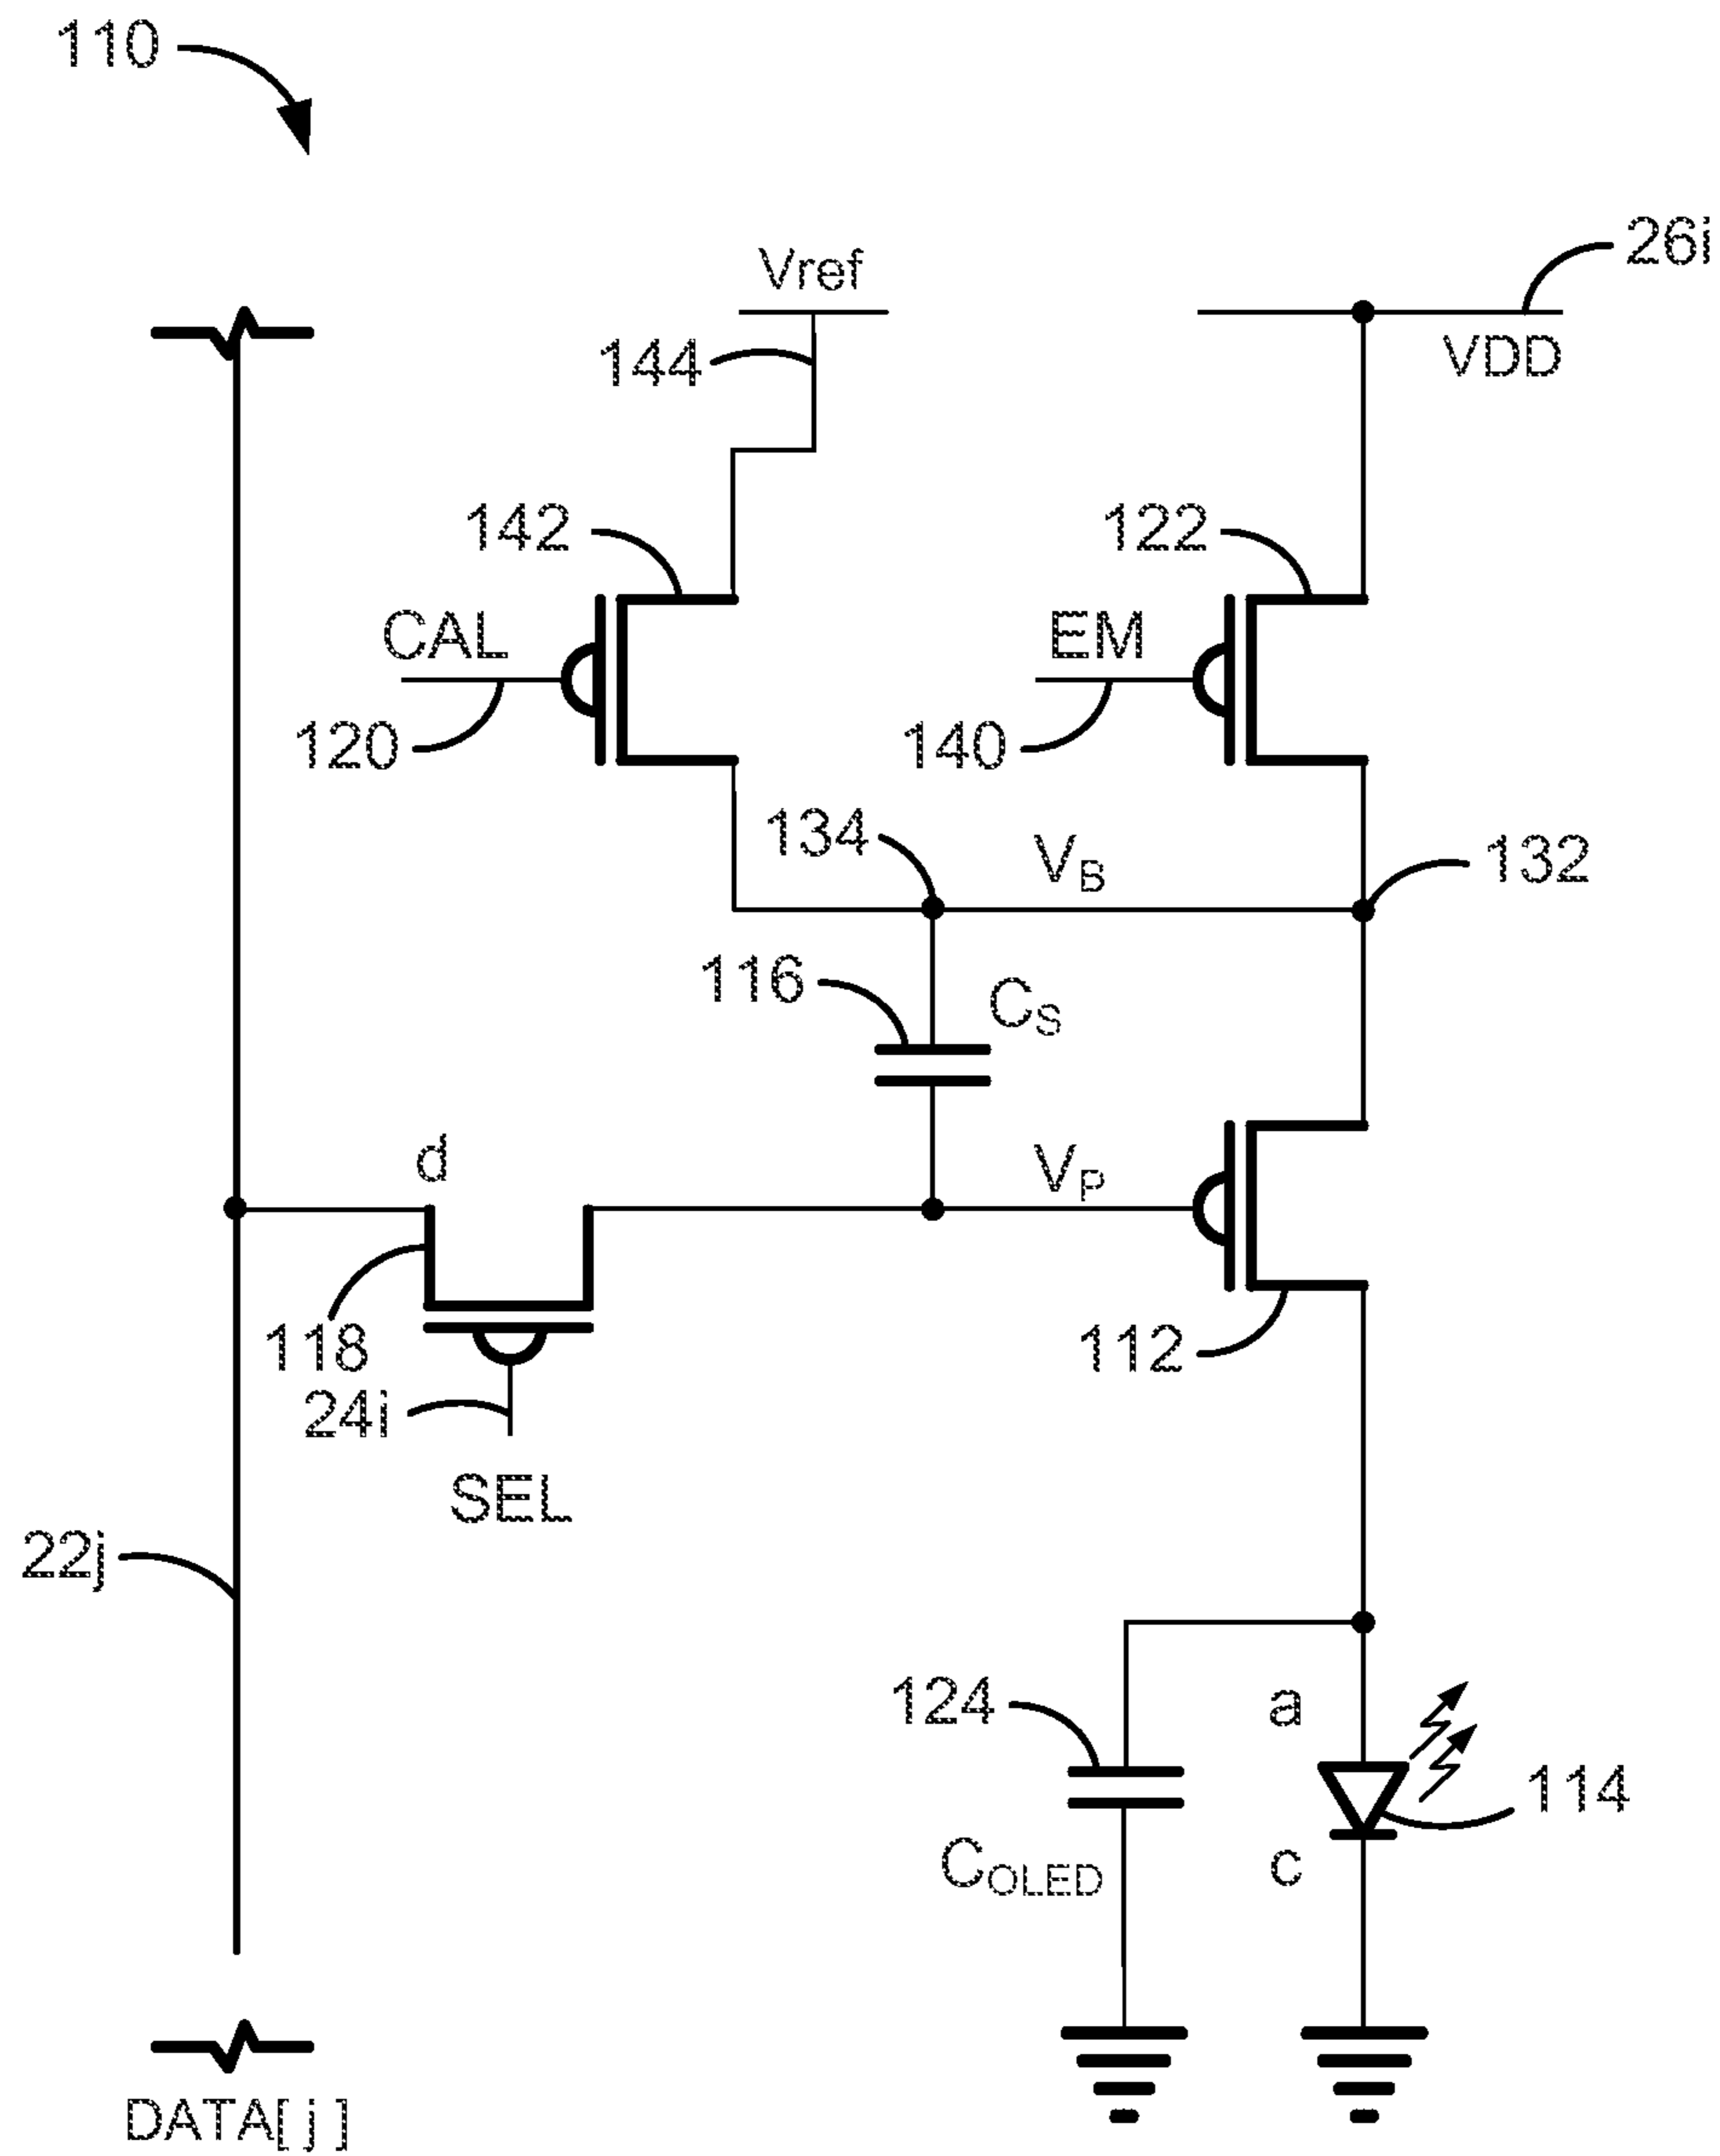 110
26i
Vref
VDD
144
142
122
CAL
EM
120
140
134
VB
132
116
CS
d
VP
118
112
24i
SEL
22j
124
a
114
COLED
c
DATA[ j ]